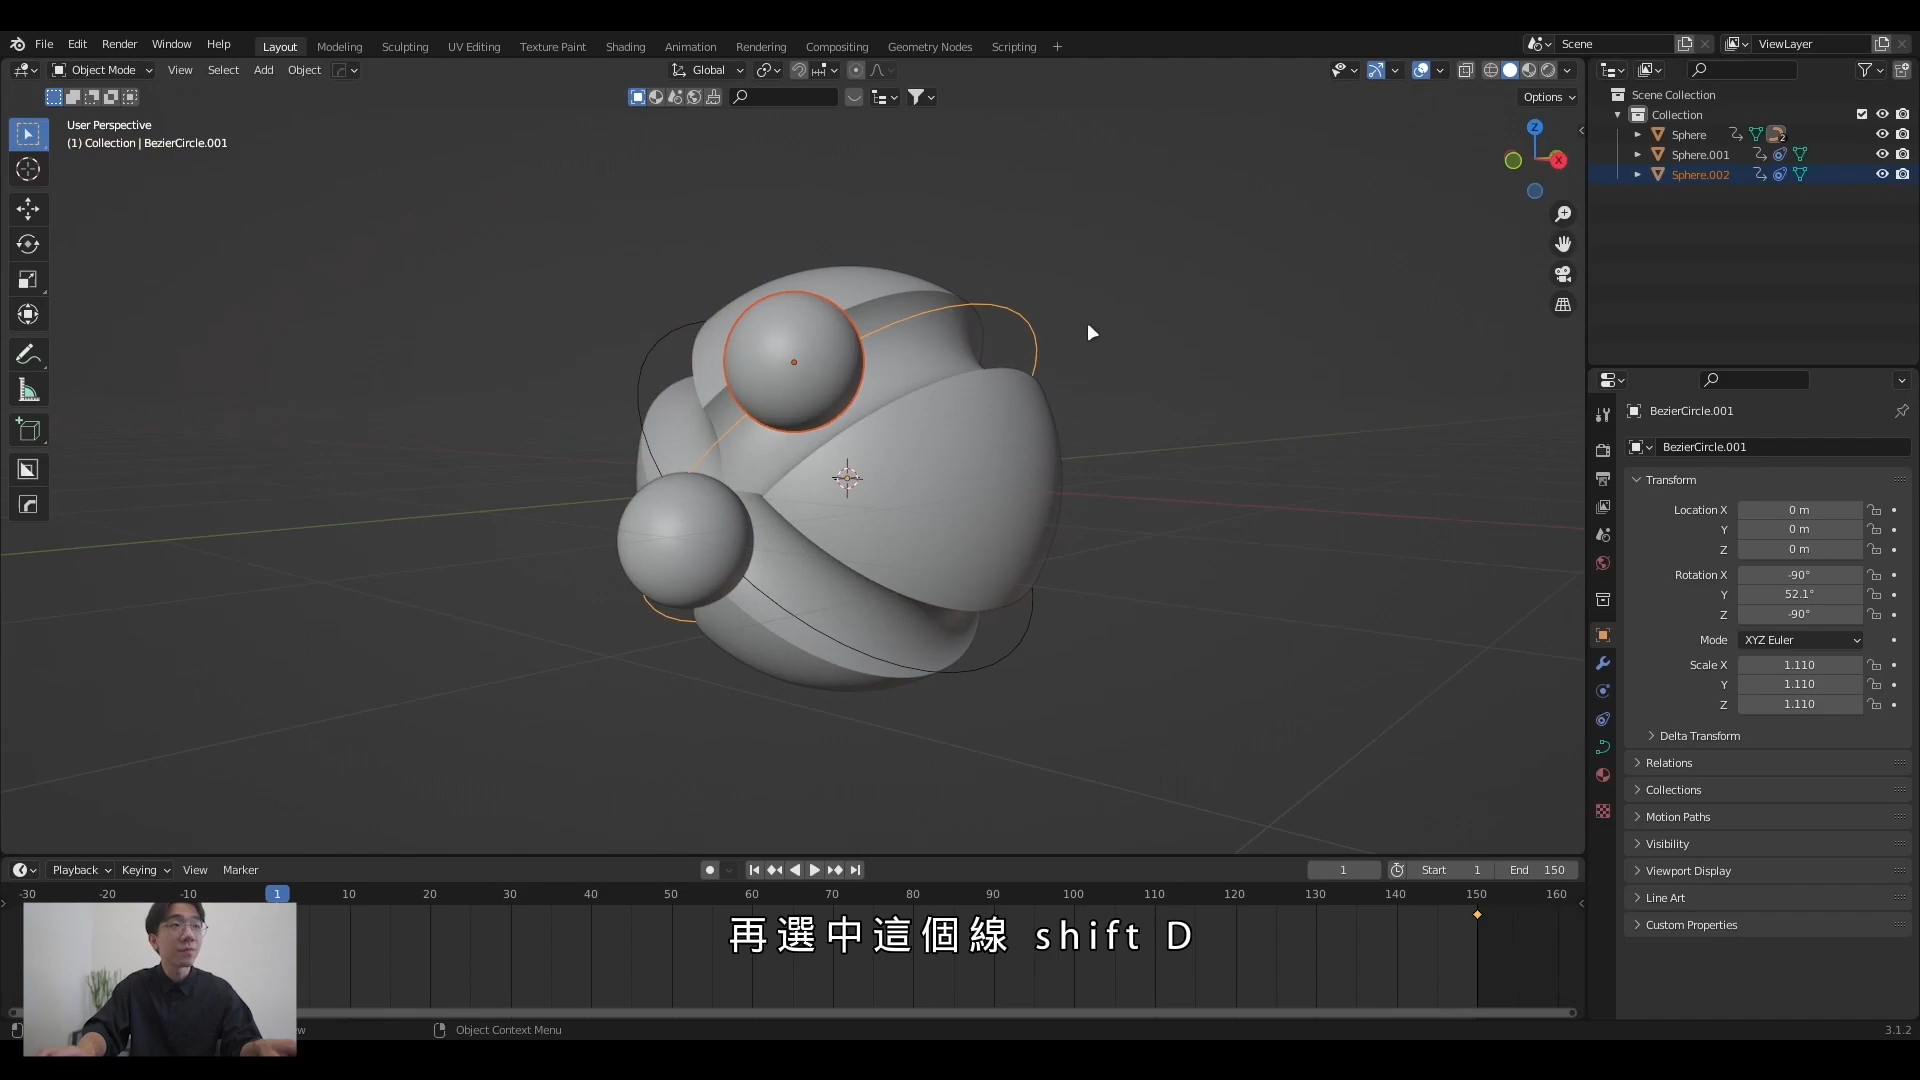 File Edit Render Window Help Layout Modeling Sculpting UV Editing Texture Paint Shading Animation Rendering Compositing Geometry Nodes Scripting + Scene ViewLayer
Object Mode View Select Add Object Global
Options
User Perspective
(1) Collection | BezierCircle.001
Z
X
Scene Collection
Collection
Sphere 2
Sphere.001
Sphere.002
BezierCircle.001
BezierCircle.001
Transform
Location X 0 m
Y 0 m
Z 0 m
Rotation X -90°
Y 52.1°
Z -90°
Mode XYZ Euler
Scale X 1.110
Y 1.110
Z 1.110
Delta Transform
Relations
Collections
Motion Paths
Visibility
Viewport Display
Line Art
Custom Properties
Playback Keying View Marker 1 Start 1 End 150
-30 -20 -10 1 10 20 30 40 50 60 70 80 90 100 110 120 130 140 150 160
再選中這個線 shift D
Object Context Menu
3.1.2